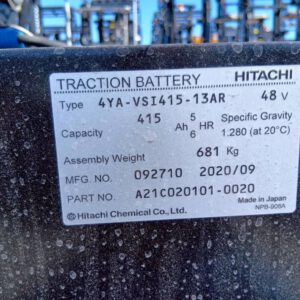 TRACTION BATTERY HITACHI
Type 4YA-VSI415-13AR 48 V
Capacity 415 Ah 5 6 HR Specific Gravity
1.280 (at 20°C)
Assembly Weight 681 Kg
MFG. NO. 092710 2020/09
PART NO. A21C020101-0020
Hitachi Chemical Co., Ltd. Made in Japan
NPB-908A